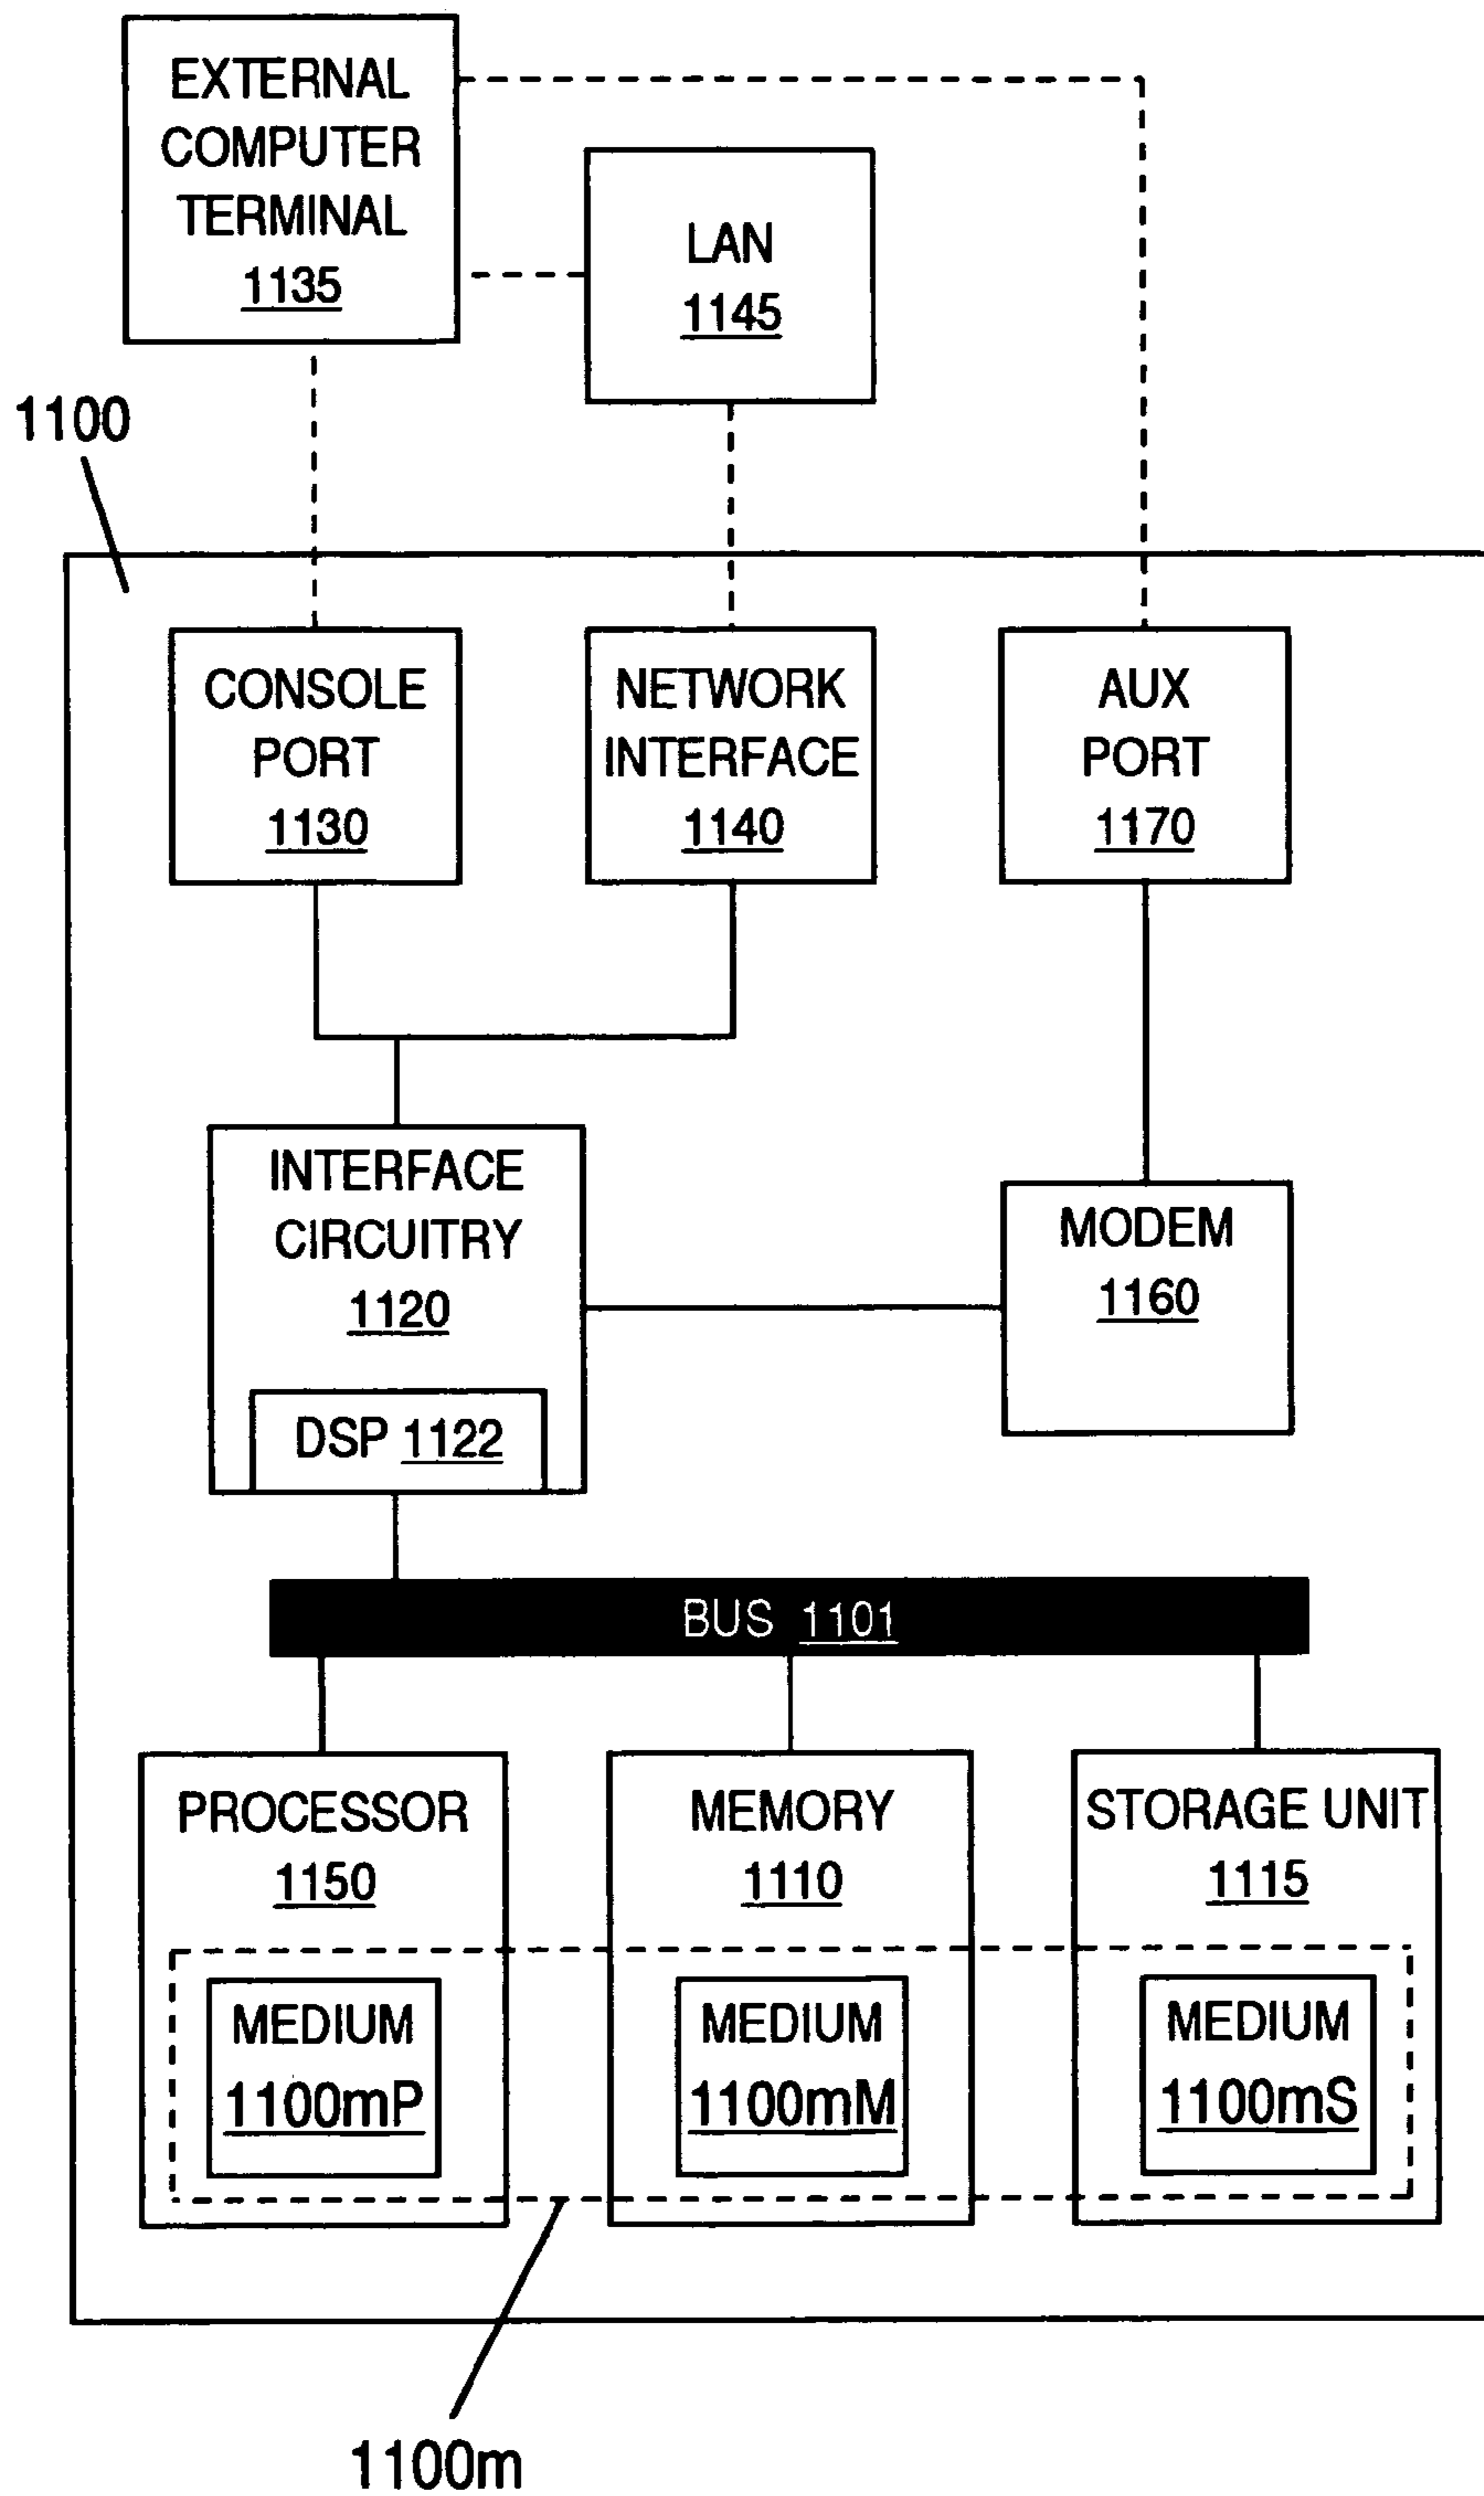 EXTERNAL
COMPUTER
TERMINAL
1135
LAN
1145
1100
CONSOLE
PORT
1130
NETWORK
INTERFACE
1140
AUX
PORT
1170
INTERFACE
CIRCUITRY
1120
DSP 1122
MODEM
1160
BUS 1101
PROCESSOR
1150
MEMORY
1110
STORAGE UNIT
1115
MEDIUM
1100mP
MEDIUM
1100mM
MEDIUM
1100mS
1100m